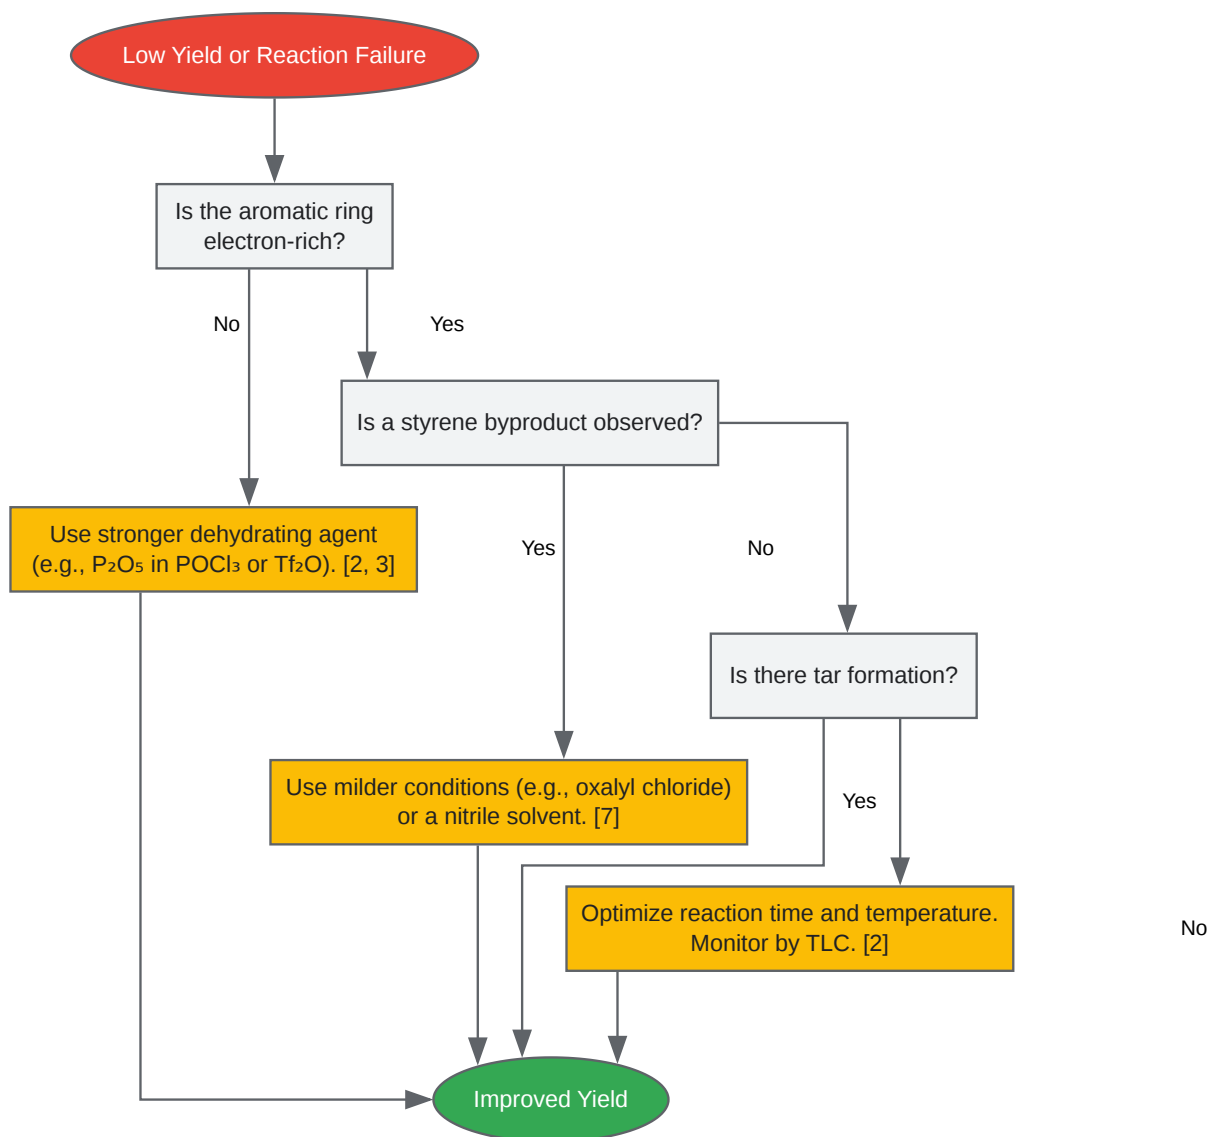 Low Yield or Reaction Failure
Is the aromatic ring
electron-rich?
No
Yes
Is a styrene byproduct observed?
Use stronger dehydrating agent
(e.g., P₂O₅ in POCl₃ or Tf₂O). [2, 3]
Yes
No
Is there tar formation?
Use milder conditions (e.g., oxalyl chloride)
or a nitrile solvent. [7]
Yes
Optimize reaction time and temperature.
Monitor by TLC. [2]
No
Improved Yield